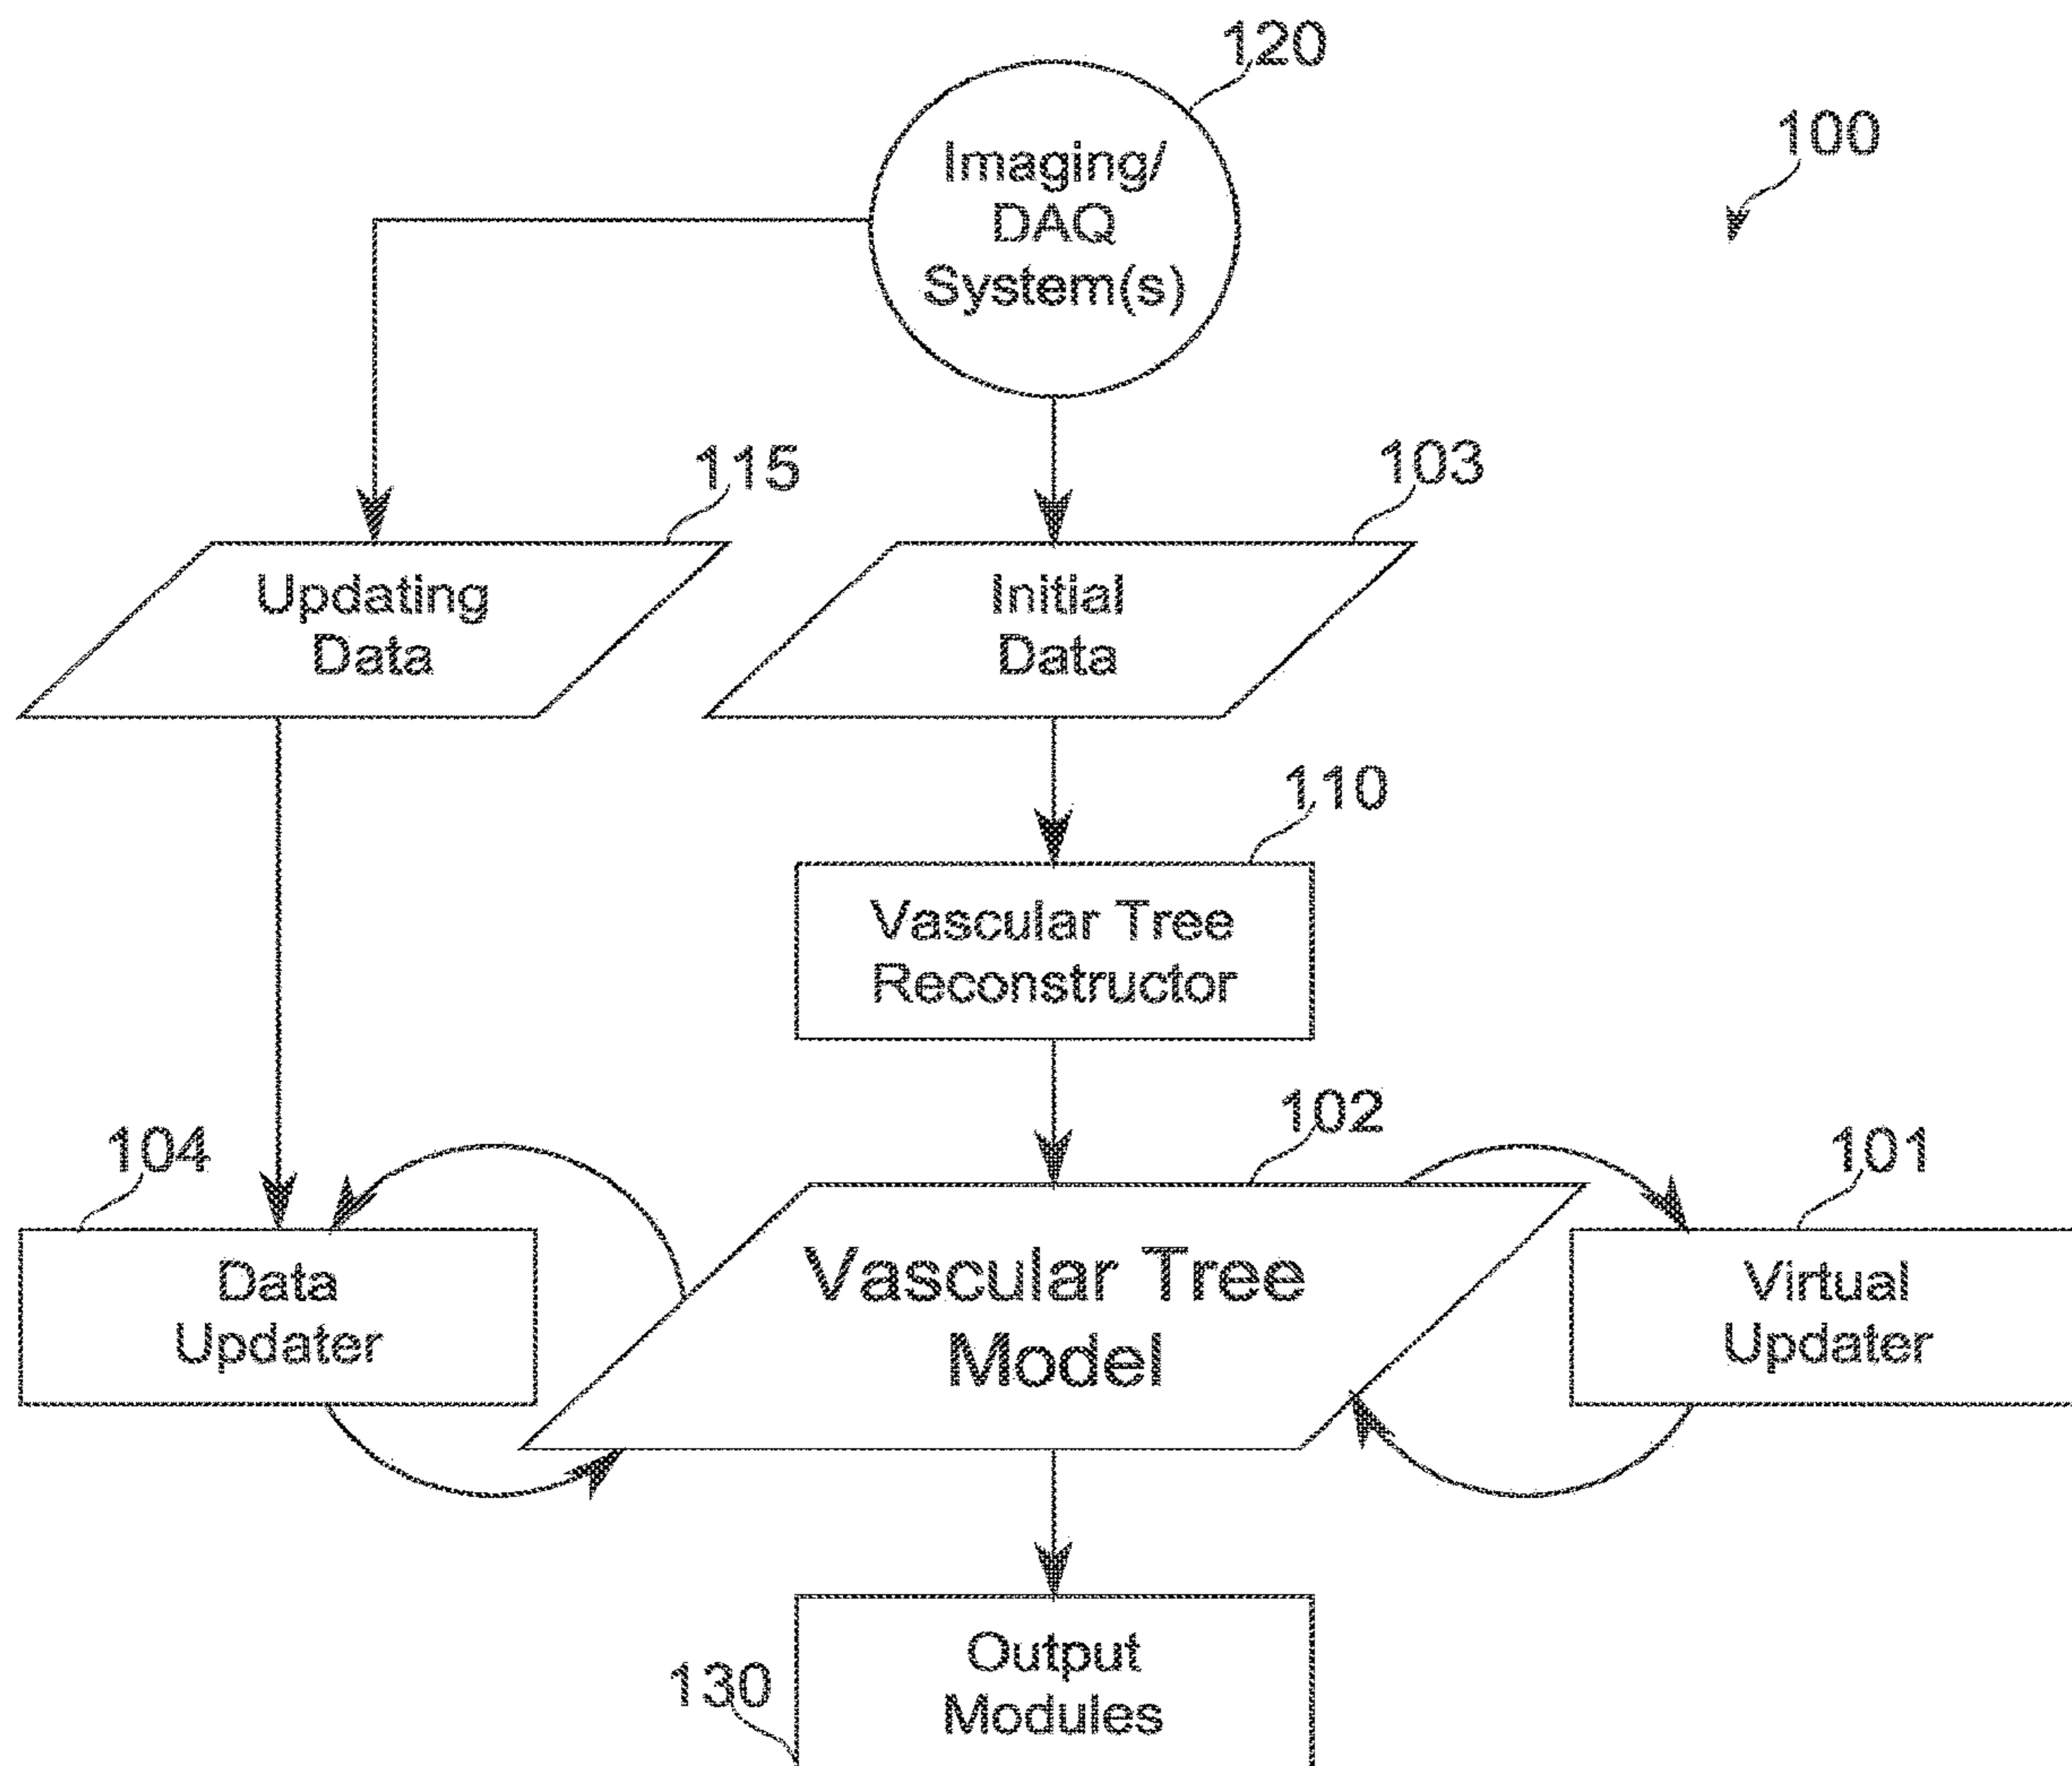 120
Imaging/
DAQ
System(s)
100
115
103
Updating
Data
Initial
Data
110
Vascular Tree
Reconstructor
104
102
101
Data
Updater
Vascular Tree
Model
Virtual
Updater
130
Output
Modules